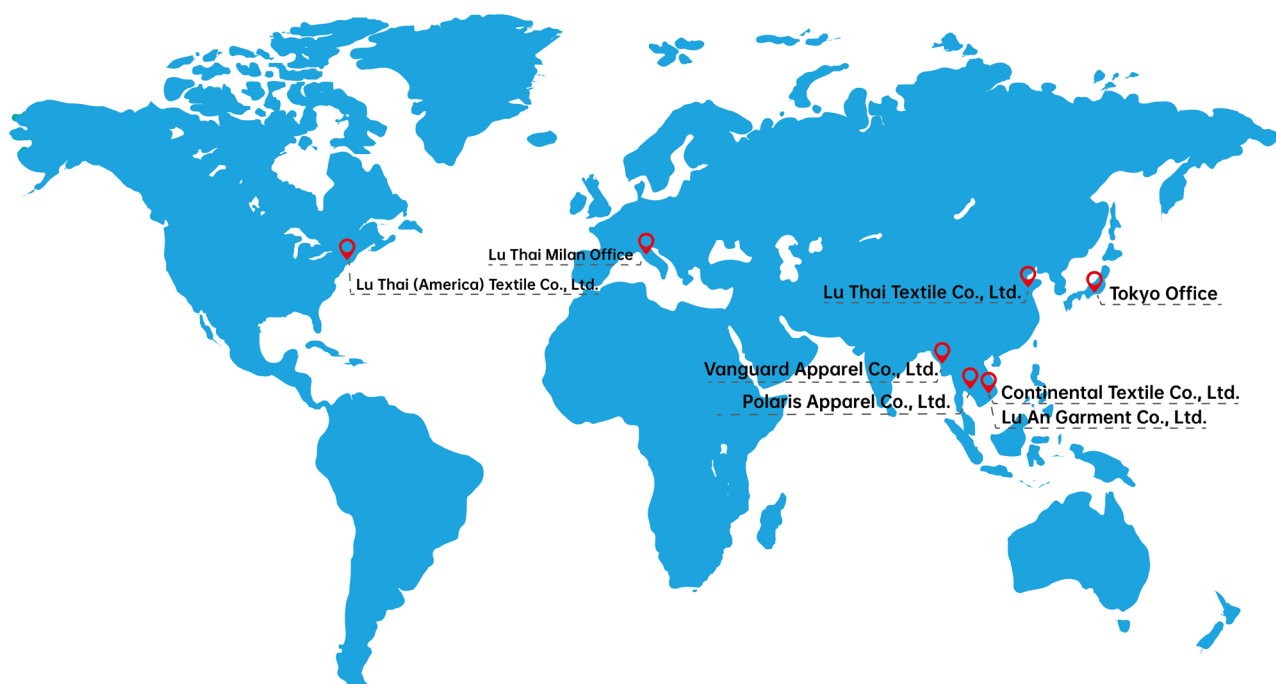 Lu Thai Milan Office
Lu Thai (America) Textile Co., Ltd.
Lu Thai Textile Co., Ltd.
Tokyo Office
Vanguard Apparel Co., Ltd.
Polaris Apparel Co., Ltd.
Continental Textile Co., Ltd.
Lu An Garment Co., Ltd.